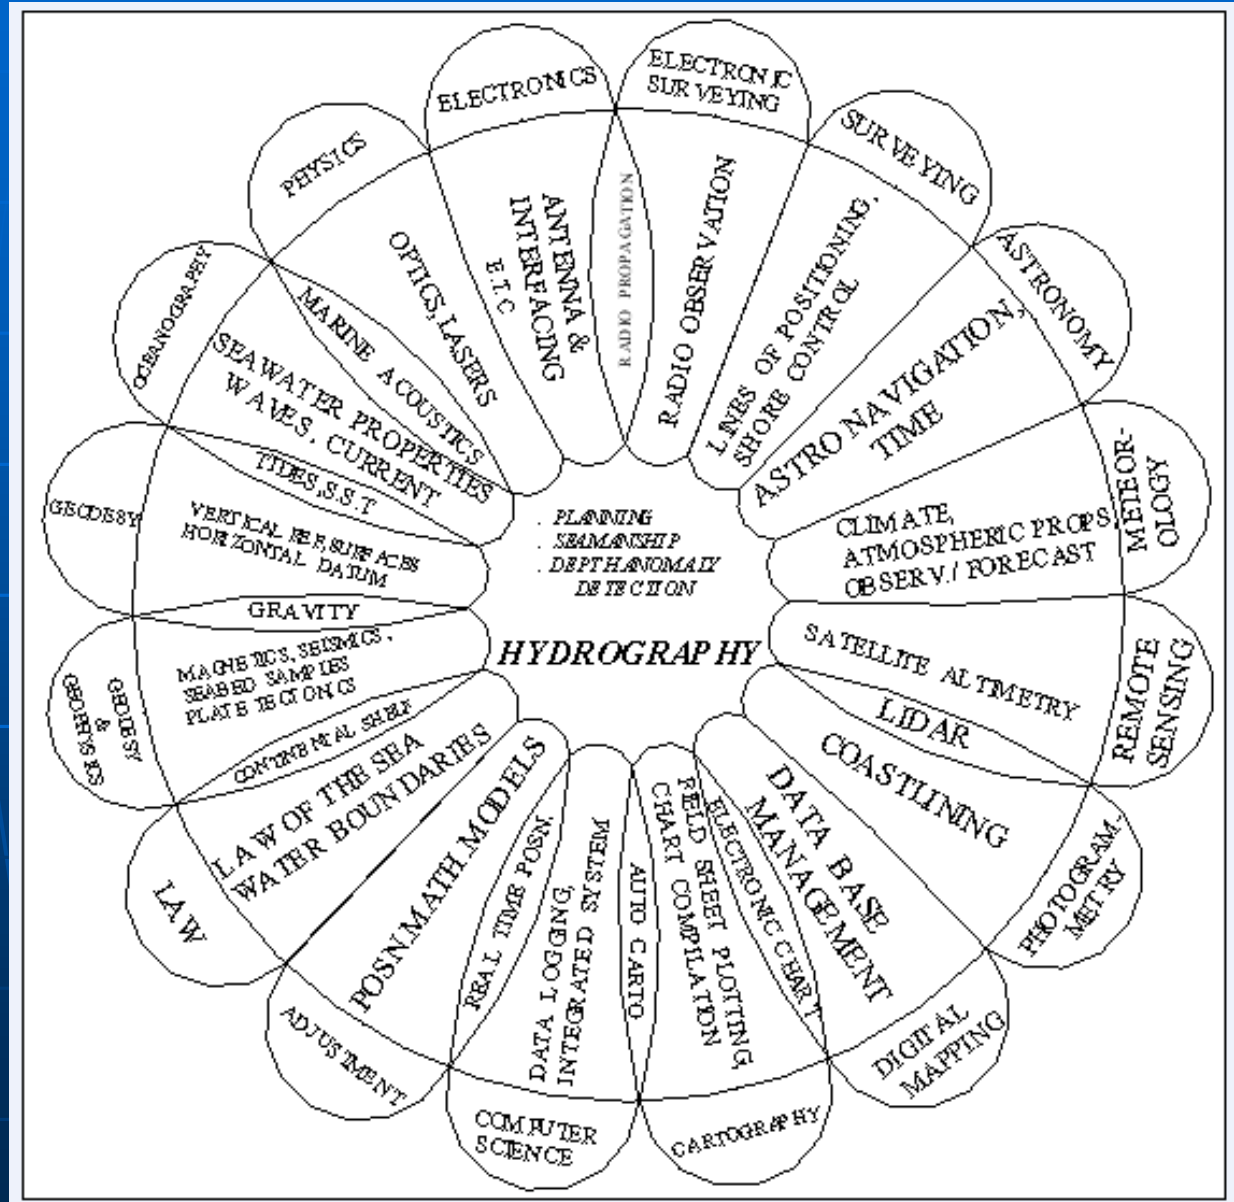 ELECTRONICS
ELECTRONIC
SURVEYING
SURVEYING
ASTRONOMY
METEOR-
OLOGY
REMOTE
SENSING
PHOTOGRAM-
METRY
DIGITAL
MAPPING
CARTOGRAPHY
COMPUTER
SCIENCE
ADJUSTMENT
LAW
GEODESY
&
GEOPHYSICS
GEODESY
OCEANOGRAPHY
PHYSICS
ANTENNA &
INTERFACING
E.T.C
RADIO PROPAGATION
RADIO OBSERVATION
LINES OF POSITIONING,
SHORE CONTROL
ASTRO NAVIGATION,
TIME
CLIMATE,
ATMOSPHERIC PROPS,
OBSERV./ FORECAST
SATELLITE ALTIMETRY
LIDAR
COASTLINING
DATA BASE
MANAGEMENT
ELECTRONIC CHART
FIELD SHEET PLOTTING,
CHART COMPILATION
AUTO CARTO
DATA LOGGING,
INTEGRATED SYSTEM
REAL TIME POSN.
POSN.MATH.MODELS
LAW OF THE SEA
WATER BOUNDARIES
CONTINENTAL SHELF
MAGNETICS, SEISMICS,
SEABED SAMPLES
PLATE TECTONICS
GRAVITY
VERTICAL REF.SURFACES
HORIZONTAL DATUM
TIDES,S.S.T
SEAWATER PROPERTIES
WAVES, CURRENT
MARINE ACOUSTICS
OPTICS, LASERS
. PLANNING
. SEAMANSHIP
. DEPTH ANOMALY
DETECTION
HYDROGRAPHY